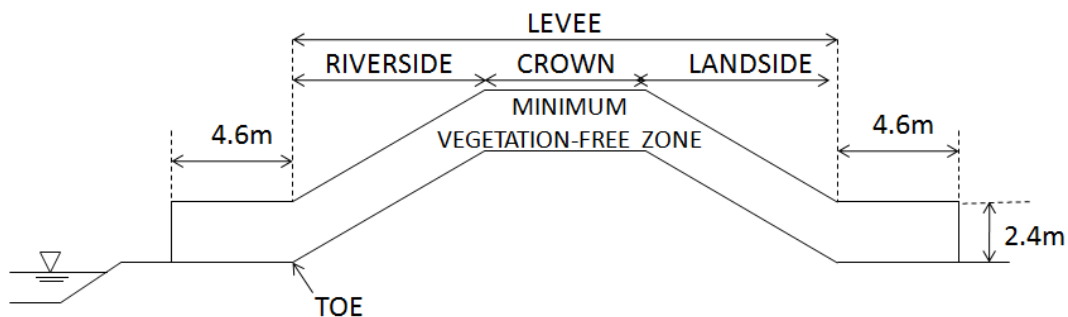 LEVEE
RIVERSIDE CROWN LANDSIDE
MINIMUM
VEGETATION-FREE ZONE
4.6m
4.6m
2.4m
TOE